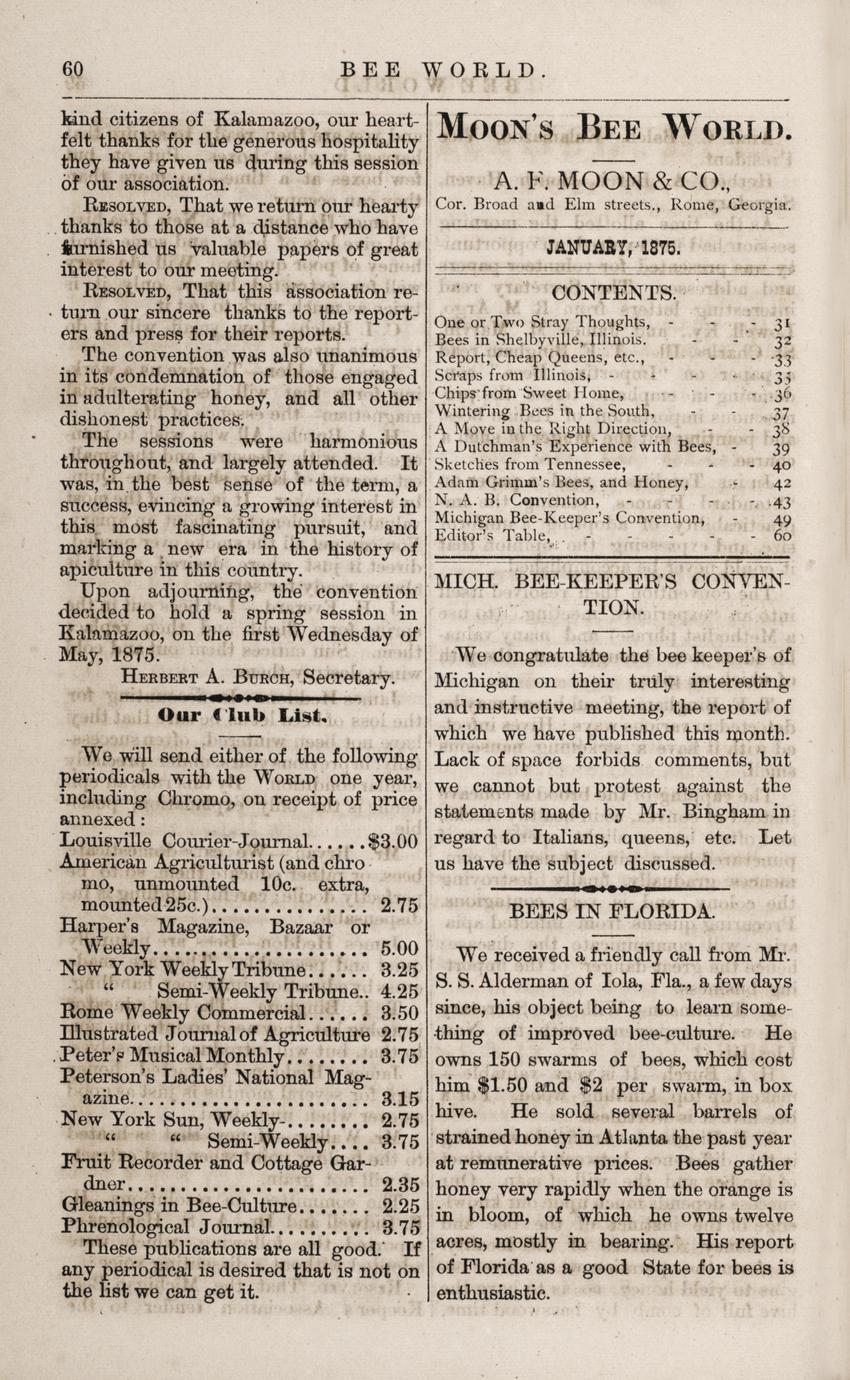 60
BEE WORLD.
kind citizens of Kalamazoo, our heart-
felt thanks for the generous hospitality
they have given us during this session
of our association.
RESOLVED, That we return our hearty
thanks to those at a distance who have
furnished us valuable papers of great
interest to our meeting.
RESOLVED, That this association re-
turn our sincere thanks to the report-
ers and press for their reports.
The convention was also unanimous
in its condemnation of those engaged
in adulterating honey, and all other
dishonest practices.
The sessions were harmonious
throughout, and largely attended. It
was, in the best sense of the term, a
success, evincing a growing interest in
this most fascinating pursuit, and
marking a new era in the history of
apiculture in this country.
Upon adjourning, the convention
decided to hold a spring session in
Kalamazoo, on the first Wednesday of
May, 1875.
HERBERT A. BURCH, Secretary.
Our Club List.
We will send either of the following
periodicals with the WORLD one year,
including Chromo, on receipt of price
annexed:
Louisville Courier-Journal......$3.00
American Agriculturist (and chro
mo, unmounted 10c. extra,
mounted 25c.)............... 2.75
Harper's Magazine, Bazaar or
Weekly..................... 5.00
New York Weekly Tribune...... 3.25
" Semi-Weekly Tribune.. 4.25
Rome Weekly Commercial...... 3.50
Illustrated Journal of Agriculture 2.75
Peter's Musical Monthly........ 3.75
Peterson's Ladies' National Mag-
azine....................... 3.15
New York Sun, Weekly-........ 2.75
" " Semi-Weekly.... 3.75
Fruit Recorder and Cottage Gar-
dner....................... 2.35
Gleanings in Bee-Culture....... 2.25
Phrenological Journal.......... 3.75
These publications are all good. If
any periodical is desired that is not on
the list we can get it.
MOON'S BEE WORLD.
A. F. MOON & CO.,
Cor. Broad and Elm streets., Rome, Georgia.
JANUARY, 1875.
CONTENTS.
One or Two Stray Thoughts, - - - 31
Bees in Shelbyville, Illinois. - - 32
Report, Cheap Queens, etc., - - - 33
Scraps from Illinois, - - - - 35
Chips from Sweet Home, - - - 36
Wintering Bees in the South, - - 37
A Move in the Right Direction, - - 38
A Dutchman's Experience with Bees, - 39
Sketches from Tennessee, - - - 40
Adam Grimm's Bees, and Honey, - 42
N. A. B. Convention, - - - - 43
Michigan Bee-Keeper's Convention, - 49
Editor's Table, - - - - - 60
MICH. BEE-KEEPER'S CONVEN-
TION.
We congratulate the bee keeper's of
Michigan on their truly interesting
and instructive meeting, the report of
which we have published this month.
Lack of space forbids comments, but
we cannot but protest against the
statements made by Mr. Bingham in
regard to Italians, queens, etc. Let
us have the subject discussed.
BEES IN FLORIDA.
We received a friendly call from Mr.
S. S. Alderman of Iola, Fla., a few days
since, his object being to learn some-
thing of improved bee-culture. He
owns 150 swarms of bees, which cost
him $1.50 and $2 per swarm, in box
hive. He sold several barrels of
strained honey in Atlanta the past year
at remunerative prices. Bees gather
honey very rapidly when the orange is
in bloom, of which he owns twelve
acres, mostly in bearing. His report
of Florida as a good State for bees is
enthusiastic.